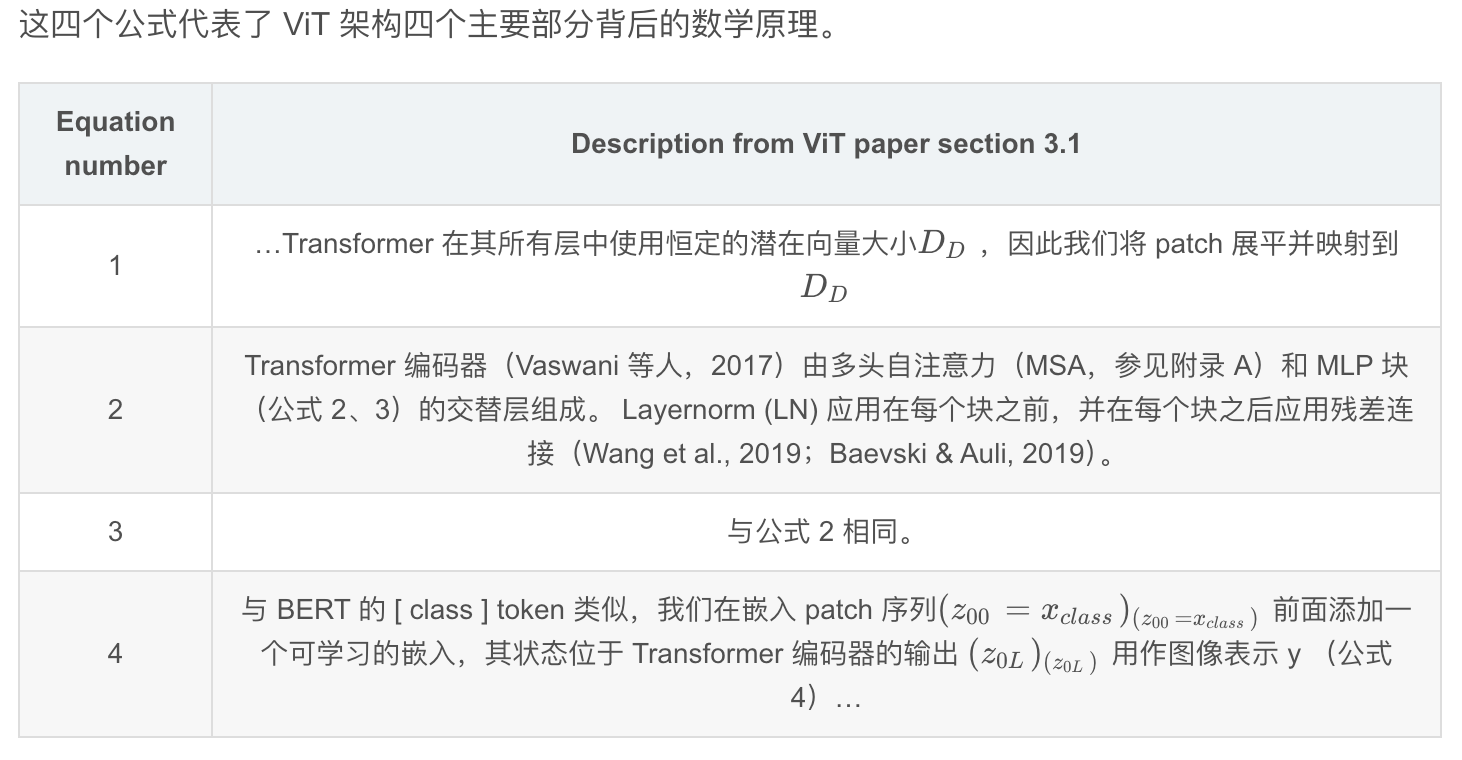 这四个公式代表了 ViT 架构四个主要部分背后的数学原理。
Equation
number
Description from ViT paper section 3.1
1
…Transformer 在其所有层中使用恒定的潜在向量大小D_D ，因此我们将 patch 展平并映射到
D_D
2
Transformer 编码器（Vaswani 等人，2017）由多头自注意力（MSA，参见附录 A）和 MLP 块
（公式 2、3）的交替层组成。 Layernorm (LN) 应用在每个块之前，并在每个块之后应用残差连
接（Wang et al., 2019；Baevski & Auli, 2019）。
3
与公式 2 相同。
4
与 BERT 的 [ class ] token 类似，我们在嵌入 patch 序列(z_{00} = x_{class})_{(z_{00}=x_{class})} 前面添加一
个可学习的嵌入，其状态位于 Transformer 编码器的输出 (z_{0L})_{(z_{0L})} 用作图像表示 y （公式
4）…